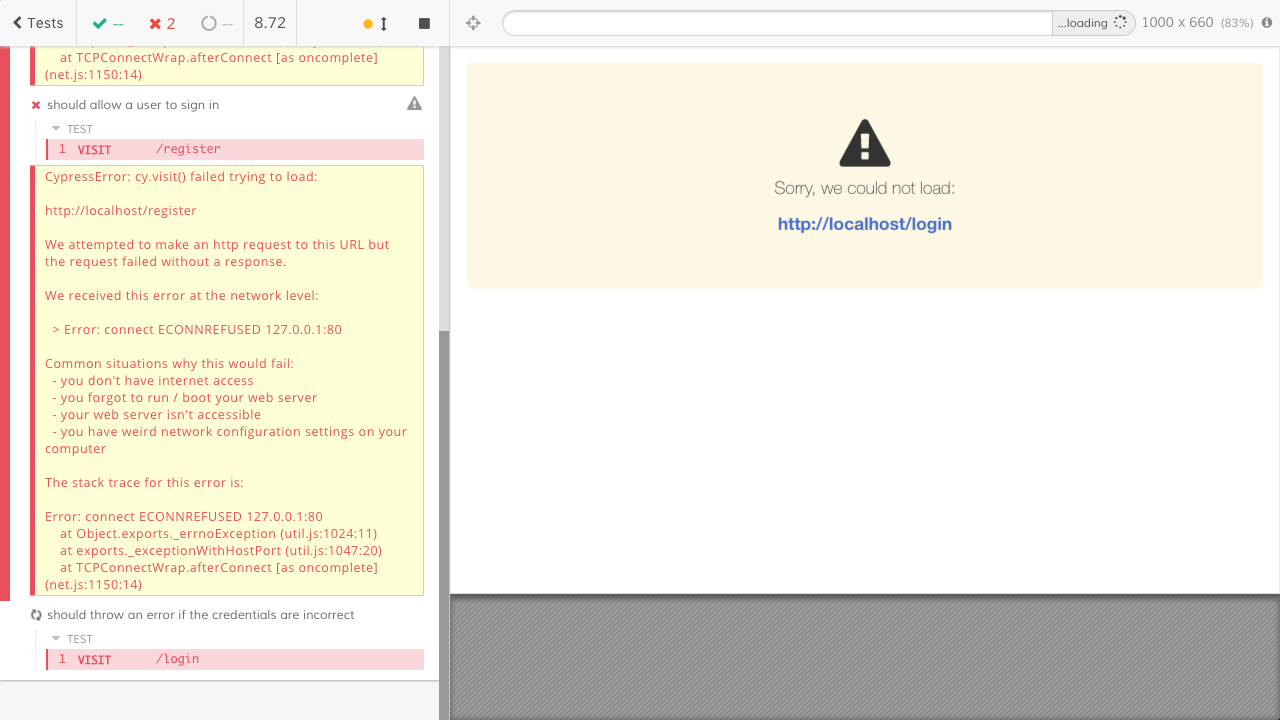 Tests
--
2
--
8.72
...loading
1000 x 660 (83%)
at TCPConnectWrap.afterConnect [as oncomplete]
(net.js:1150:14)
should allow a user to sign in
TEST
1 VISIT /register
CypressError: cy.visit() failed trying to load:
http://localhost/register
We attempted to make an http request to this URL but
the request failed without a response.
We received this error at the network level:
> Error: connect ECONNREFUSED 127.0.0.1:80
Common situations why this would fail:
- you don't have internet access
- you forgot to run / boot your web server
- your web server isn't accessible
- you have weird network configuration settings on your
computer
The stack trace for this error is:
Error: connect ECONNREFUSED 127.0.0.1:80
at Object.exports._errnoException (util.js:1024:11)
at exports._exceptionWithHostPort (util.js:1047:20)
at TCPConnectWrap.afterConnect [as oncomplete]
(net.js:1150:14)
should throw an error if the credentials are incorrect
TEST
1 VISIT /login
Sorry, we could not load:
http://localhost/login